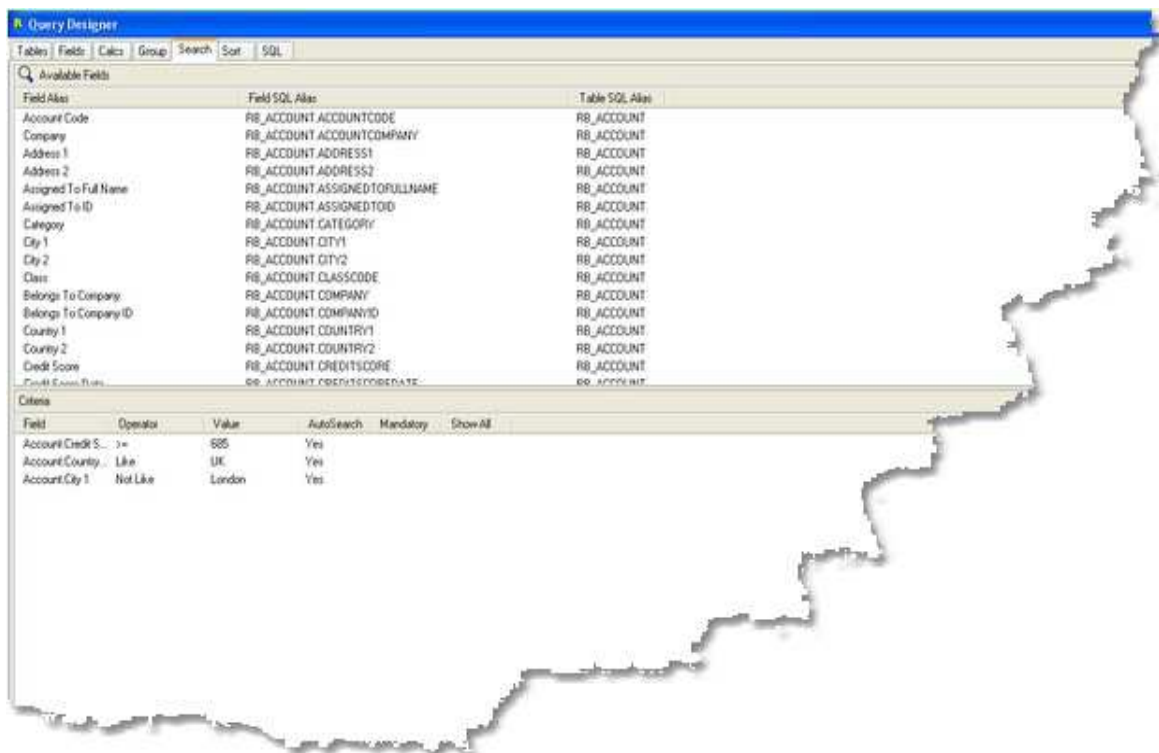 Query Designer
Tables Fields Calcs Group Search Sort SQL
Available Fields
Field Alias Field SQL Alias Table SQL Alias
Account Code RB_ACCOUNT.ACCOUNTCODE RB_ACCOUNT
Company RB_ACCOUNT.ACCOUNTCOMPANY RB_ACCOUNT
Address 1 RB_ACCOUNT.ADDRESS1 RB_ACCOUNT
Address 2 RB_ACCOUNT.ADDRESS2 RB_ACCOUNT
Assigned To Full Name RB_ACCOUNT.ASSIGNEDTOFULLNAME RB_ACCOUNT
Assigned To ID RB_ACCOUNT.ASSIGNEDTOID RB_ACCOUNT
Category RB_ACCOUNT.CATEGORY RB_ACCOUNT
City 1 RB_ACCOUNT.CITY1 RB_ACCOUNT
City 2 RB_ACCOUNT.CITY2 RB_ACCOUNT
Class RB_ACCOUNT.CLASSCODE RB_ACCOUNT
Belongs To Company RB_ACCOUNT.COMPANY RB_ACCOUNT
Belongs To Company ID RB_ACCOUNT.COMPANYID RB_ACCOUNT
Country 1 RB_ACCOUNT.COUNTRY1 RB_ACCOUNT
Country 2 RB_ACCOUNT.COUNTRY2 RB_ACCOUNT
Credit Score RB_ACCOUNT.CREDITSCORE RB_ACCOUNT
Credit Score Date RB_ACCOUNT.CREDITSCOREDATE RB_ACCOUNT
Criteria
Field Operator Value AutoSearch Mandatory Show All
Account.Credit S... >= 685 Yes
Account.Country... Like UK Yes
Account.City 1 Not Like London Yes